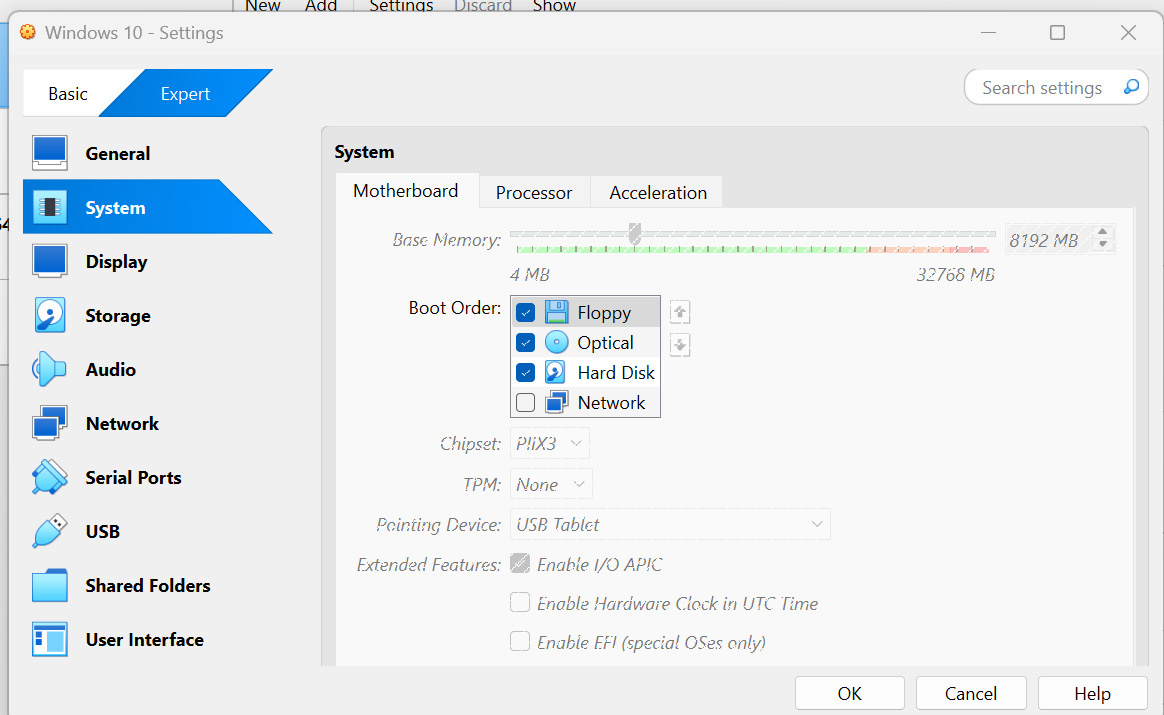 New Add Settings Discard Show
Windows 10 - Settings
Basic Expert
Search settings
General
System
Display
Storage
Audio
Network
Serial Ports
USB
Shared Folders
User Interface
System
Motherboard Processor Acceleration
Base Memory: 8192 MB
4 MB 32768 MB
Boot Order: Floppy
Optical
Hard Disk
Network
Chipset: PIIX3
TPM: None
Pointing Device: USB Tablet
Extended Features: Enable I/O APIC
Enable Hardware Clock in UTC Time
Enable EFI (special OSes only)
OK Cancel Help